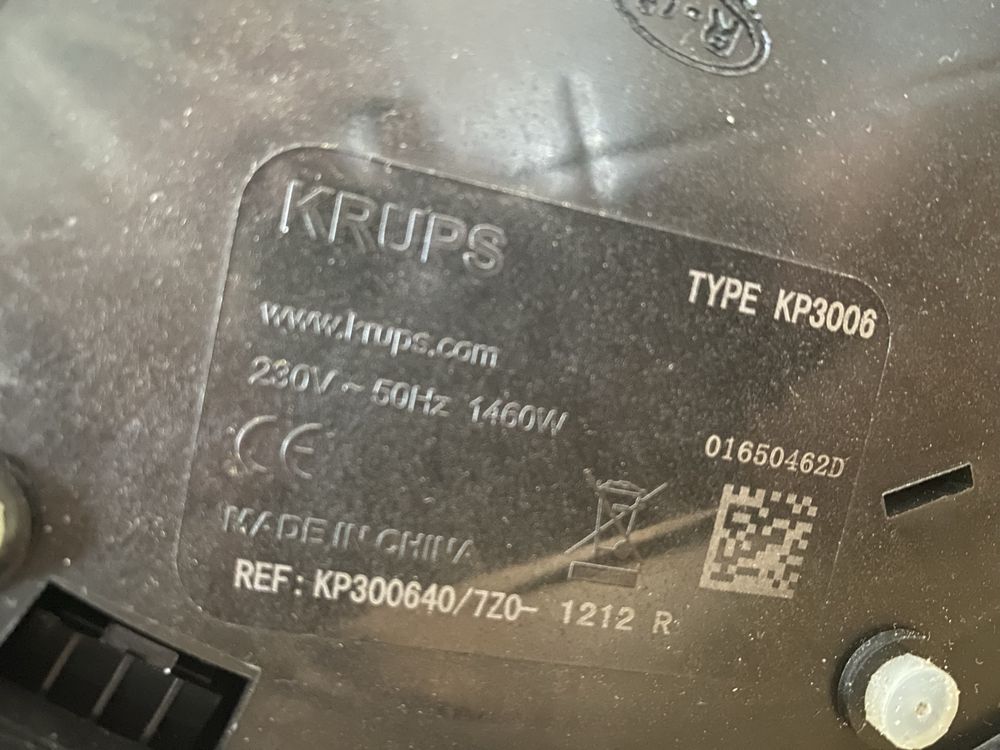 KRUPS
TYPE KP3006
www.krups.com
230V ~ 50Hz 1460W
01650462D
CE
MADE IN CHINA
REF: KP300640/7Z0- 1212 R